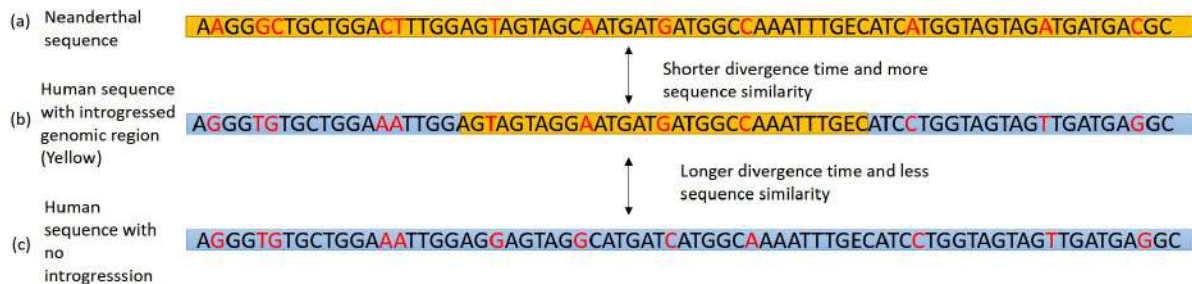 (a) Neanderthal sequence
AAGGGCTGCTGGACTTTGGAGTAGTAGCAATGATGATGGCCAAATTTGECATCATGGTAGTAGATGATGACGC
Shorter divergence time and more sequence similarity
(b) Human sequence with introgressed genomic region (Yellow)
AGGGTGTGCTGGAAATTGGAGTAGTAGGAATGATGATGGCCAAATTTGECATCCTGGTAGTAGTTGATGAGGC
Longer divergence time and less sequence similarity
(c) Human sequence with no introgresssion
AGGGTGTGCTGGAAATTGGAGGAGTAGGCATGATCATGGCAAAATTTGECATCCTGGTAGTAGTTGATGAGGC